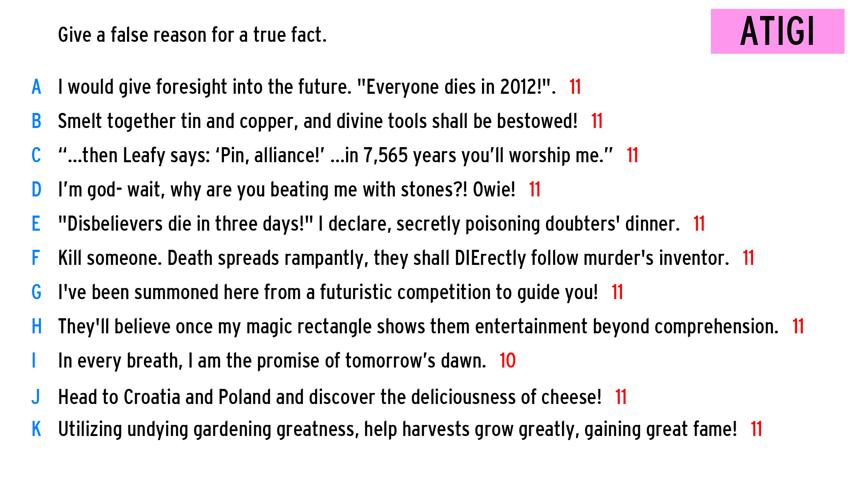 Give a false reason for a true fact.
ATIGI
A I would give foresight into the future. "Everyone dies in 2012!". 11
B Smelt together tin and copper, and divine tools shall be bestowed! 11
C “...then Leafy says: ‘Pin, alliance!’ ...in 7,565 years you’ll worship me.” 11
D I’m god- wait, why are you beating me with stones?! Owie! 11
E "Disbelievers die in three days!" I declare, secretly poisoning doubters' dinner. 11
F Kill someone. Death spreads rampantly, they shall DIErectly follow murder's inventor. 11
G I've been summoned here from a futuristic competition to guide you! 11
H They'll believe once my magic rectangle shows them entertainment beyond comprehension. 11
I In every breath, I am the promise of tomorrow’s dawn. 10
J Head to Croatia and Poland and discover the deliciousness of cheese! 11
K Utilizing undying gardening greatness, help harvests grow greatly, gaining great fame! 11